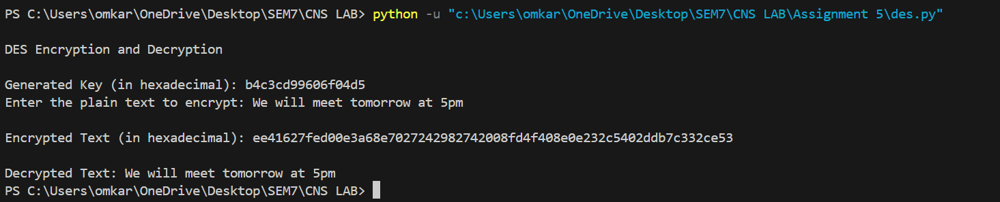 PS C:\Users\omkar\OneDrive\Desktop\SEM7\CNS LAB> python -u "c:\Users\omkar\OneDrive\Desktop\SEM7\CNS LAB\Assignment 5\des.py"
DES Encryption and Decryption
Generated Key (in hexadecimal): b4c3cd99606f04d5
Enter the plain text to encrypt: We will meet tomorrow at 5pm
Encrypted Text (in hexadecimal): ee41627fed00e3a68e7027242982742008fd4f408e0e232c5402ddb7c332ce53
Decrypted Text: We will meet tomorrow at 5pm
PS C:\Users\omkar\OneDrive\Desktop\SEM7\CNS LAB>